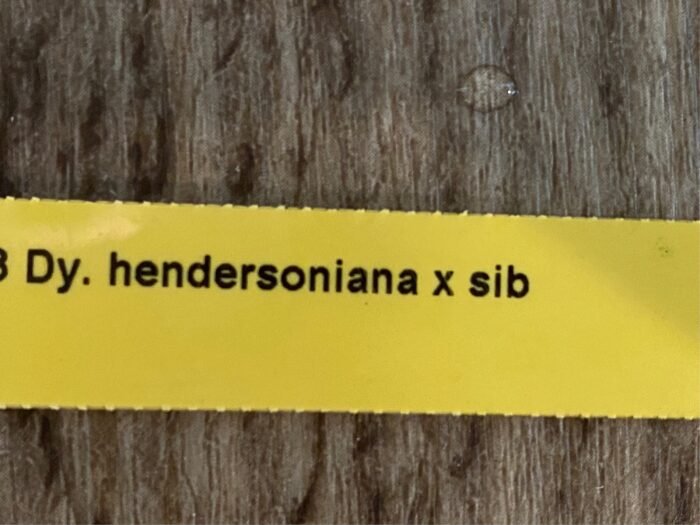 Dy. hendersoniana x sib